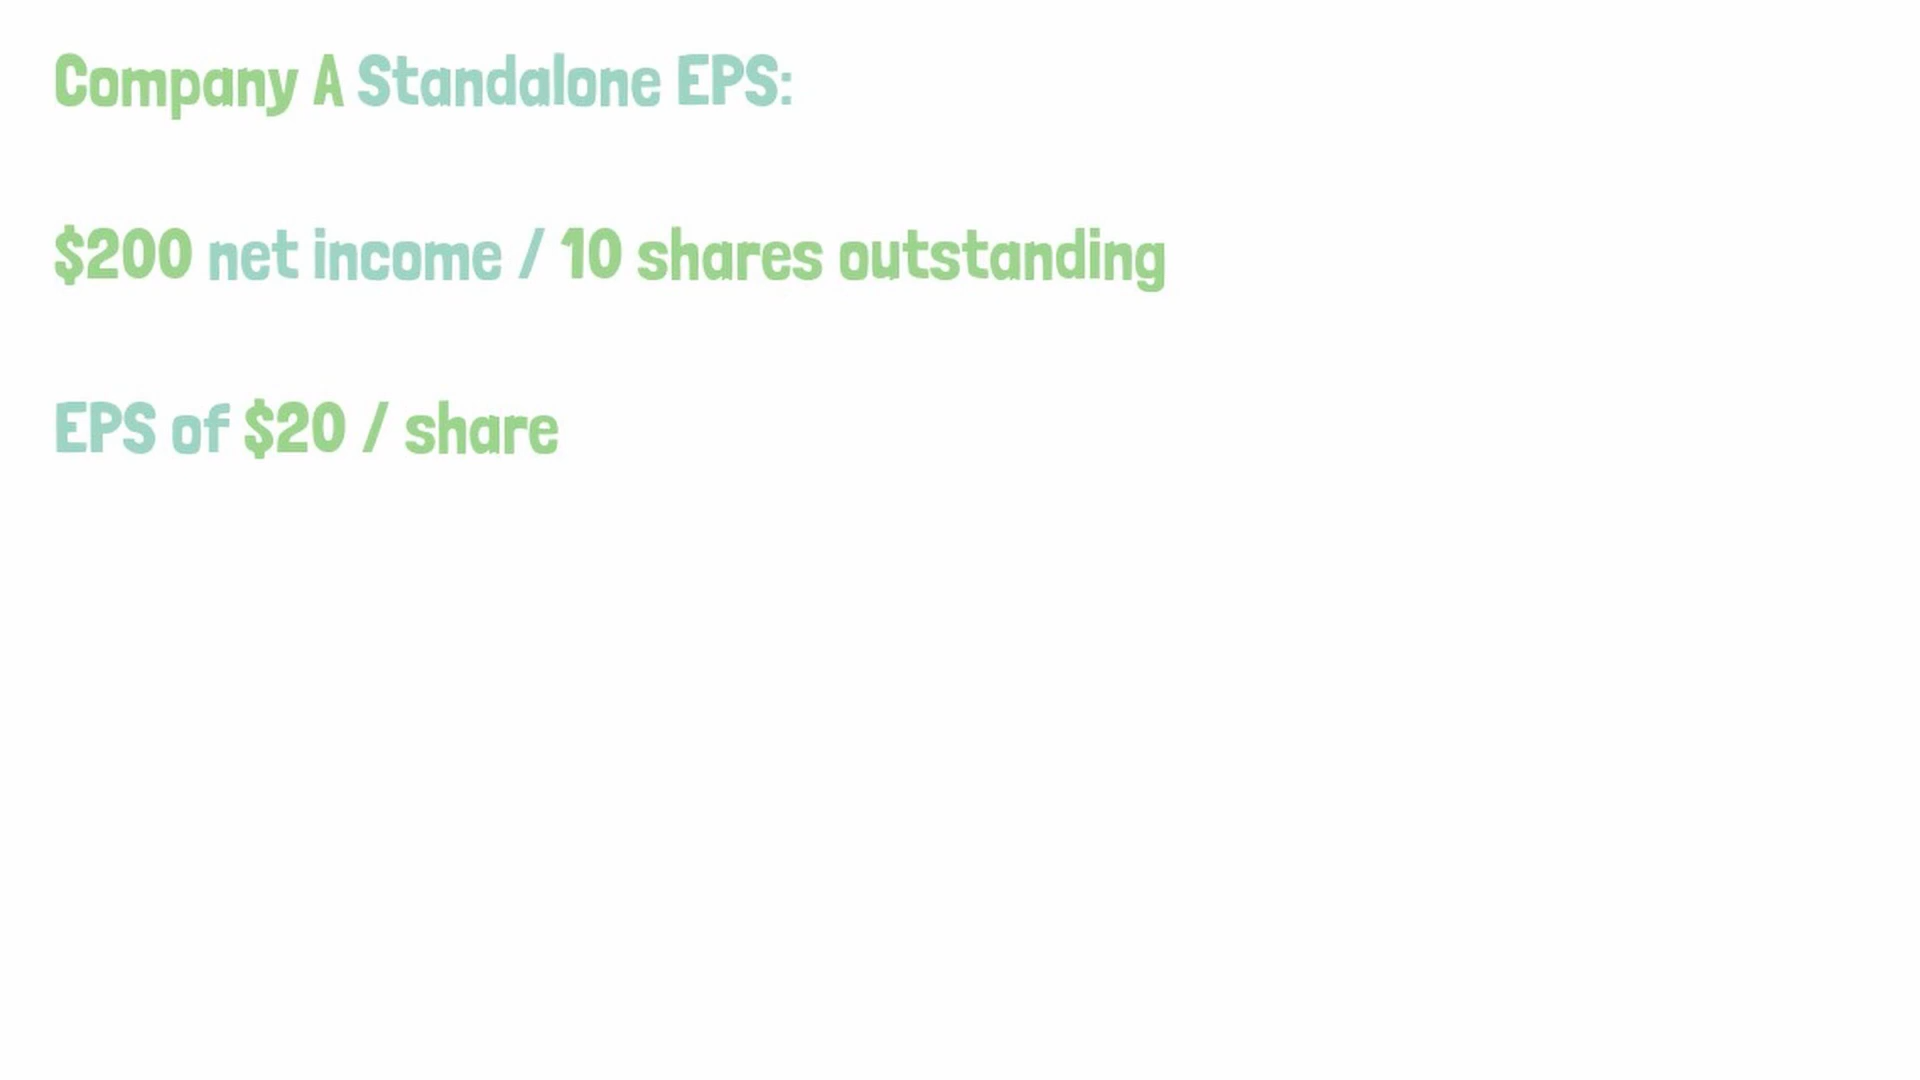 Company A Standalone EPS:
$200 net income / 10 shares outstanding
EPS of $20 / share